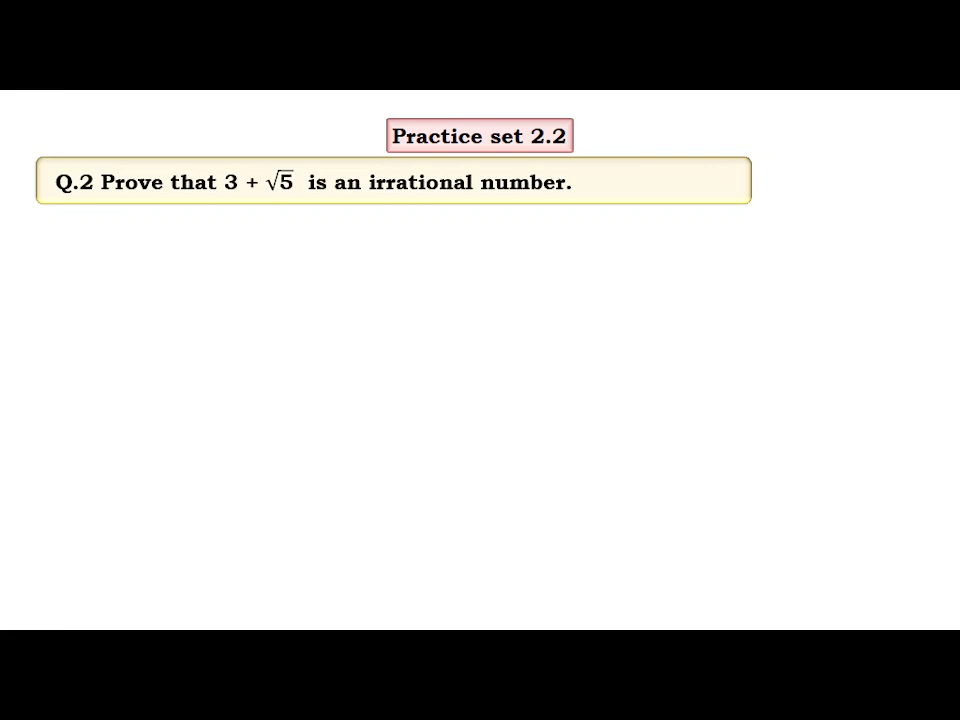 Practice set 2.2
Q.2 Prove that 3 + √5 is an irrational number.